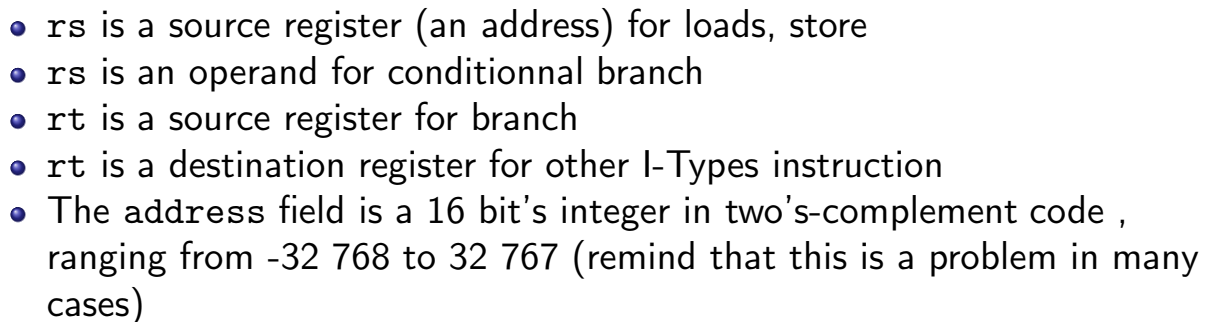 • rs is a source register (an address) for loads, store
• rs is an operand for conditionnal branch
• rt is a source register for branch
• rt is a destination register for other I-Types instruction
• The address field is a 16 bit's integer in two's-complement code ,
ranging from -32 768 to 32 767 (remind that this is a problem in many
cases)